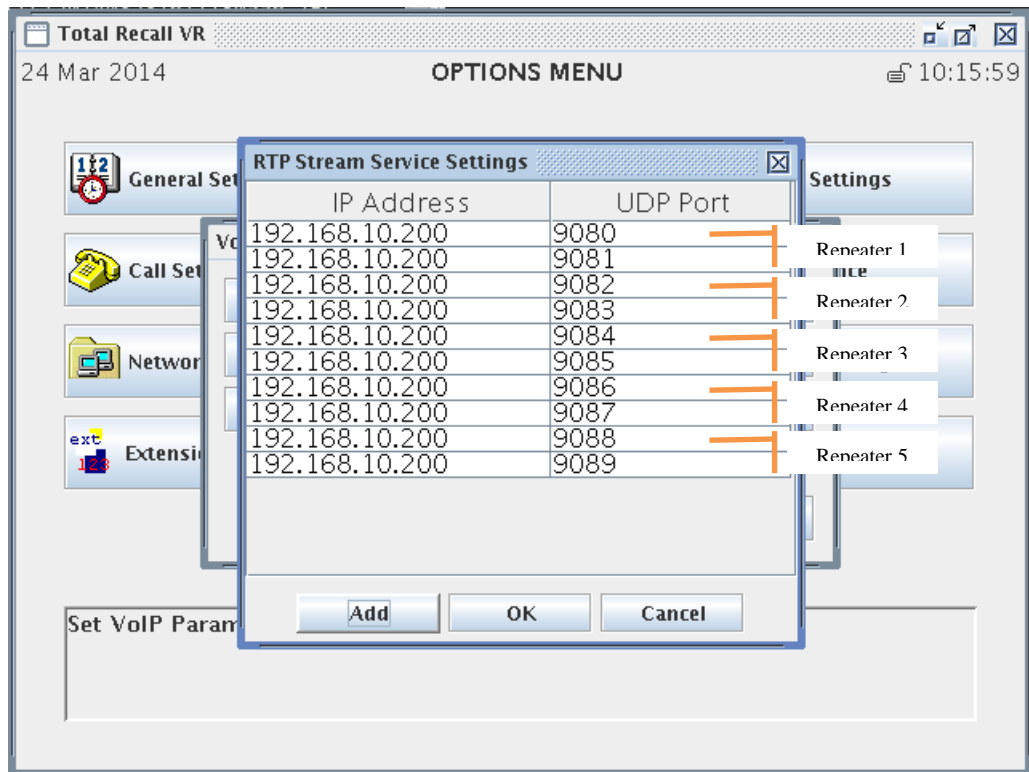 Total Recall VR
24 Mar 2014
OPTIONS MENU
10:15:59
General Set
Settings
Call Set
Networ
ext
123
Extensi
RTP Stream Service Settings
IP Address UDP Port
192.168.10.200 9080
192.168.10.200 9081
192.168.10.200 9082
192.168.10.200 9083
192.168.10.200 9084
192.168.10.200 9085
192.168.10.200 9086
192.168.10.200 9087
192.168.10.200 9088
192.168.10.200 9089
Repeater 1
Repeater 2
Repeater 3
Repeater 4
Repeater 5
Add OK Cancel
Set VoIP Param